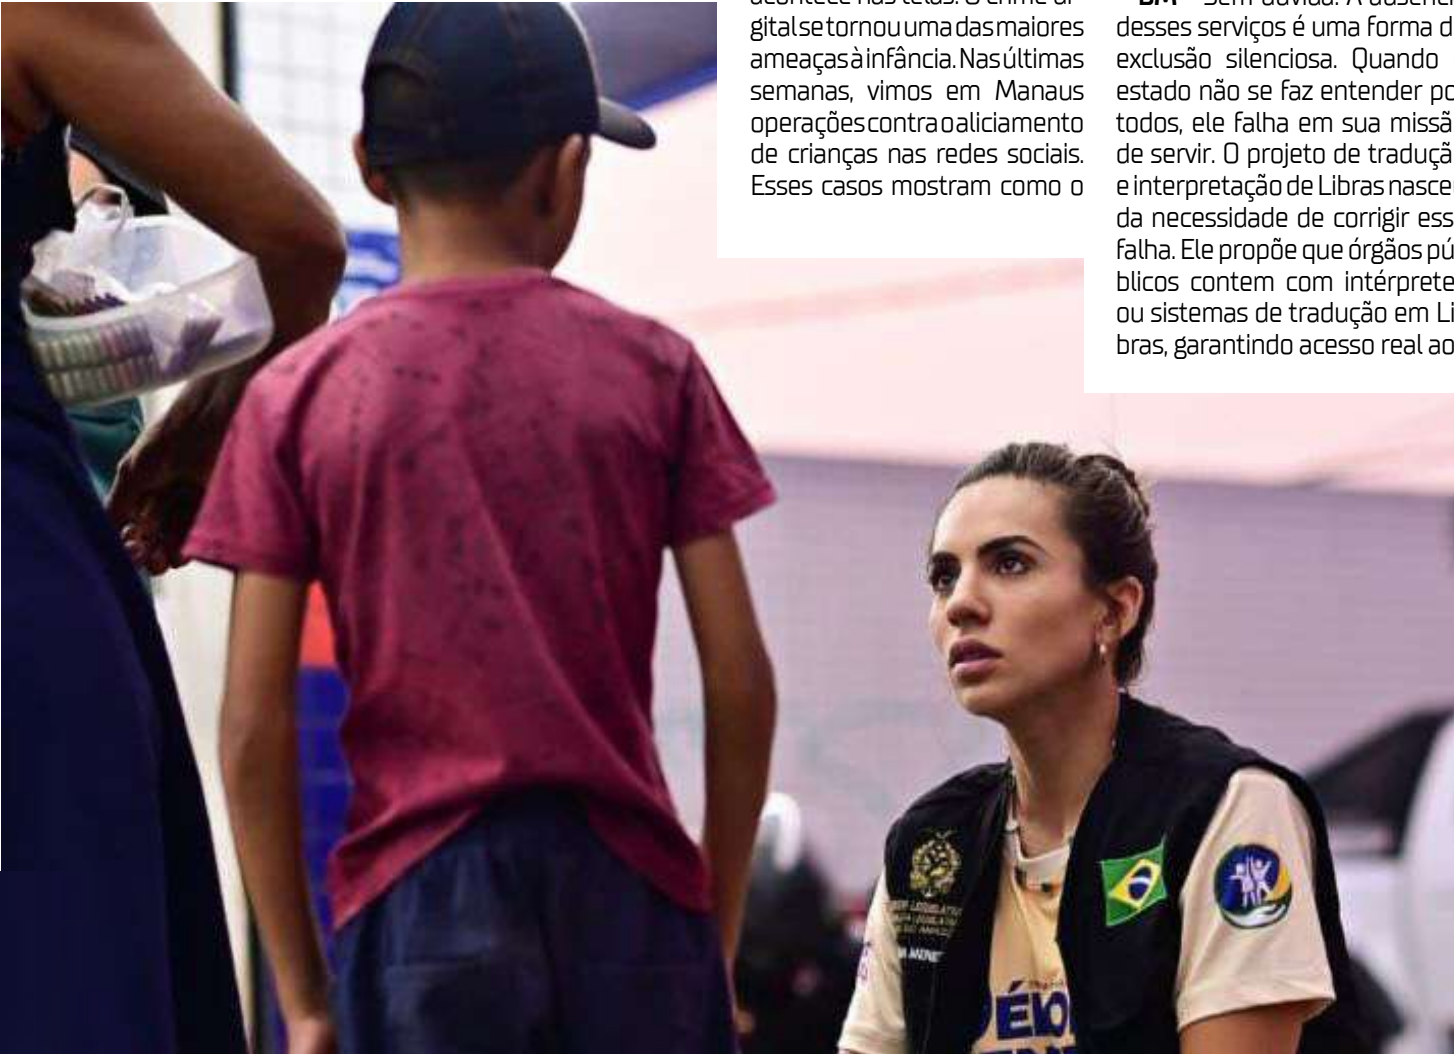 gital se tornou uma das maiores
ameaças à infância. Nas últimas
semanas, vimos em Manaus
operações contra o aliciamento
de crianças nas redes sociais.
Esses casos mostram como o
desses serviços é uma forma d
exclusão silenciosa. Quando
estado não se faz entender po
todos, ele falha em sua missã
de servir. O projeto de traduçã
e interpretação de Libras nasce
da necessidade de corrigir ess
falha. Ele propõe que órgãos pú
blicos contem com intérprete
ou sistemas de tradução em Li
bras, garantindo acesso real ao